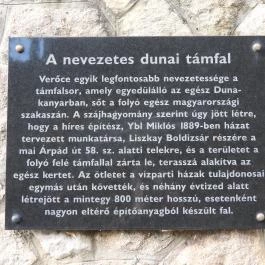 A nevezetes dunai támfal
Verőce egyik legfontosabb nevezetessége a
támfalsor, amely egyedülálló az egész Duna-
kanyarban, sőt a folyó egész magyarországi
szakaszán. A szájhagyomány szerint úgy jött létre,
hogy a híres építész, Ybl Miklós 1889-ben házat
tervezett munkatársa, Liszkay Boldizsár részére a
mai Árpád út 58. sz. alatti telekre, és a területet a
folyó felé támfallal zárta le, terasszá alakítva az
egész kertet. Az ötletet a vízparti házak tulajdonosai
egymás után követték, és néhány évtized alatt
létrejött a mintegy 800 méter hosszú, esetenként
nagyon eltérő építőanyagból készült fal.